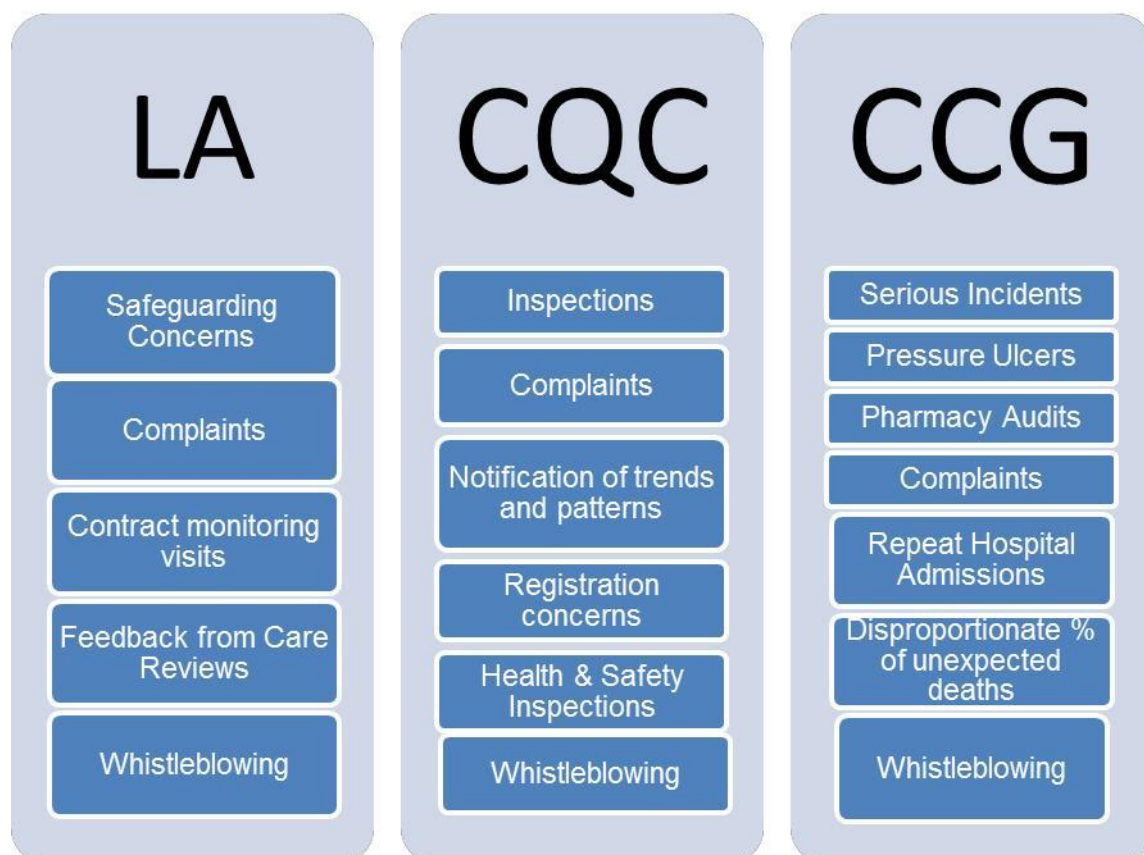 LA
Safeguarding
Concerns
Complaints
Contract monitoring
visits
Feedback from Care
Reviews
Whistleblowing
CQC
Inspections
Complaints
Notification of trends
and patterns
Registration
concerns
Health & Safety
Inspections
Whistleblowing
CCG
Serious Incidents
Pressure Ulcers
Pharmacy Audits
Complaints
Repeat Hospital
Admissions
Disproportionate %
of unexpected
deaths
Whistleblowing